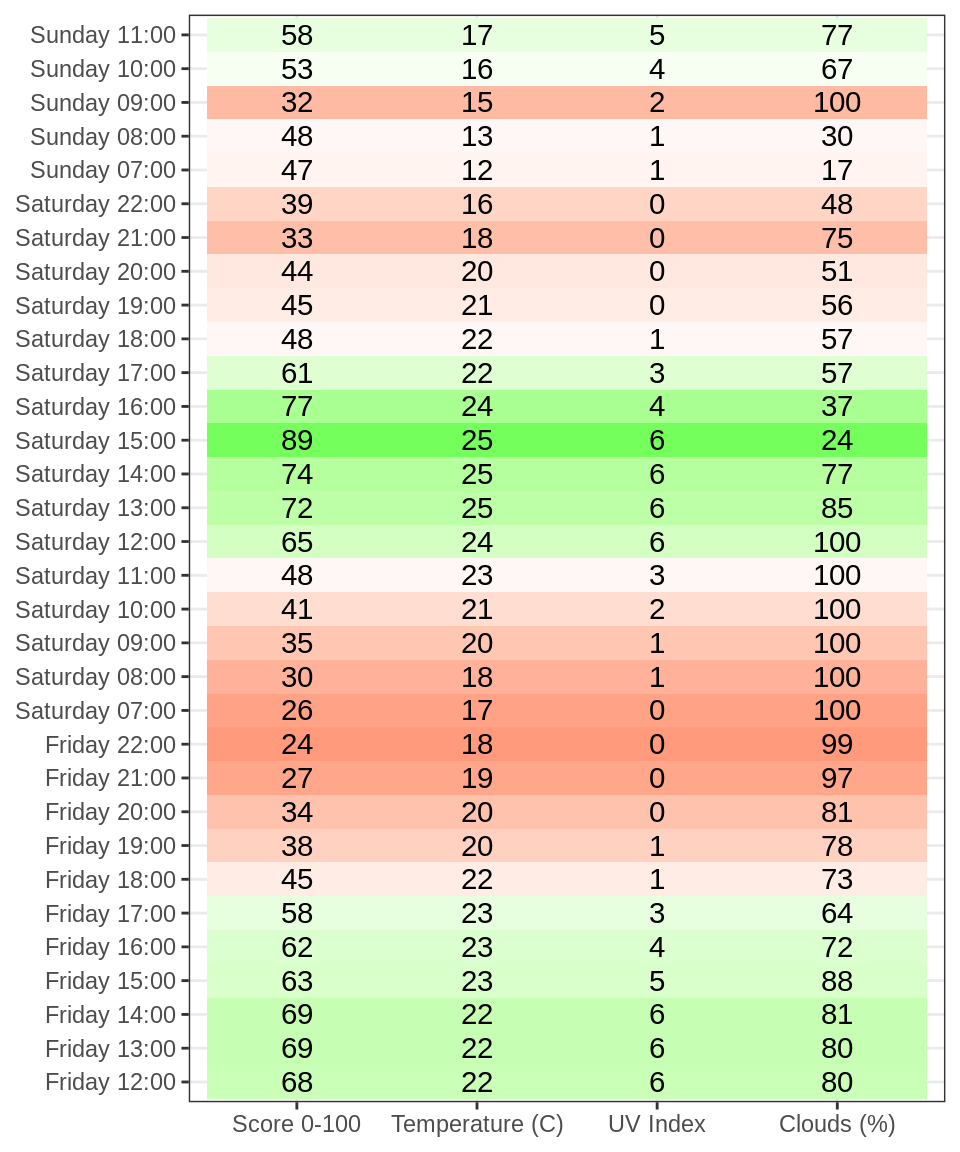 Sunday 11:00 58 17 5 77
Sunday 10:00 53 16 4 67
Sunday 09:00 32 15 2 100
Sunday 08:00 48 13 1 30
Sunday 07:00 47 12 1 17
Saturday 22:00 39 16 0 48
Saturday 21:00 33 18 0 75
Saturday 20:00 44 20 0 51
Saturday 19:00 45 21 0 56
Saturday 18:00 48 22 1 57
Saturday 17:00 61 22 3 57
Saturday 16:00 77 24 4 37
Saturday 15:00 89 25 6 24
Saturday 14:00 74 25 6 77
Saturday 13:00 72 25 6 85
Saturday 12:00 65 24 6 100
Saturday 11:00 48 23 3 100
Saturday 10:00 41 21 2 100
Saturday 09:00 35 20 1 100
Saturday 08:00 30 18 1 100
Saturday 07:00 26 17 0 100
Friday 22:00 24 18 0 99
Friday 21:00 27 19 0 97
Friday 20:00 34 20 0 81
Friday 19:00 38 20 1 78
Friday 18:00 45 22 1 73
Friday 17:00 58 23 3 64
Friday 16:00 62 23 4 72
Friday 15:00 63 23 5 88
Friday 14:00 69 22 6 81
Friday 13:00 69 22 6 80
Friday 12:00 68 22 6 80
Score 0-100 Temperature (C) UV Index Clouds (%)